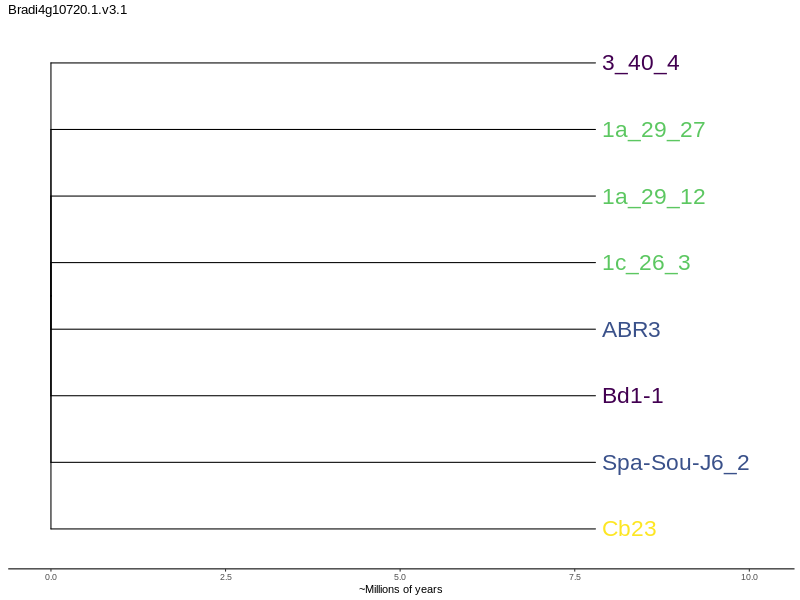 Bradi4g10720.1.v3.1
3_40_4
1a_29_27
1a_29_12
1c_26_3
ABR3
Bd1-1
Spa-Sou-J6_2
Cb23
0.0 2.5 5.0 7.5 10.0
~Millions of years